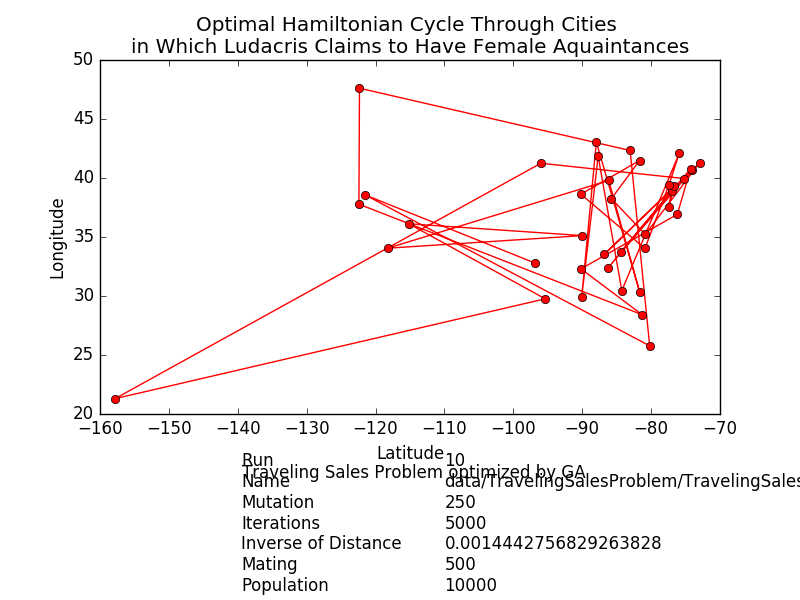 Optimal Hamiltonian Cycle Through Cities
in Which Ludacris Claims to Have Female Aquaintances
50
45
40
35
30
25
20
Longitude
−160 −150 −140 −130 −120 −110 −100 −90 −80 −70
Latitude
Run 10
Traveling Sales Problem optimized by GA
Name data/TravelingSalesProblem/TravelingSales
Mutation 250
Iterations 5000
Inverse of Distance 0.0014442756829263828
Mating 500
Population 10000